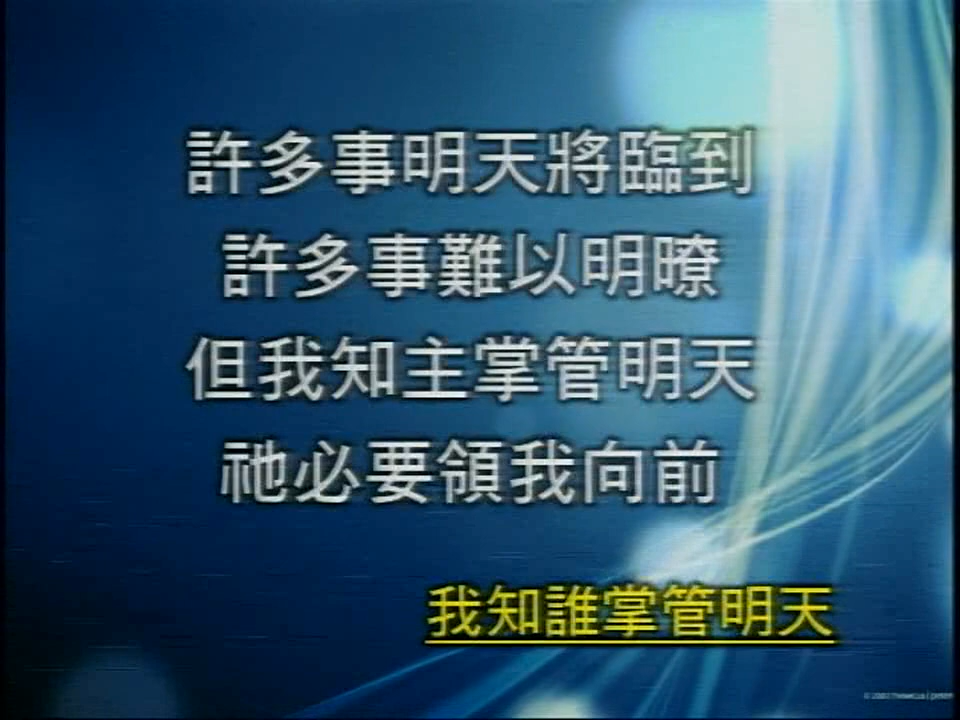 許多事明天將臨到
許多事難以明暸
但我知主掌管明天
祂必要領我向前
我知誰掌管明天